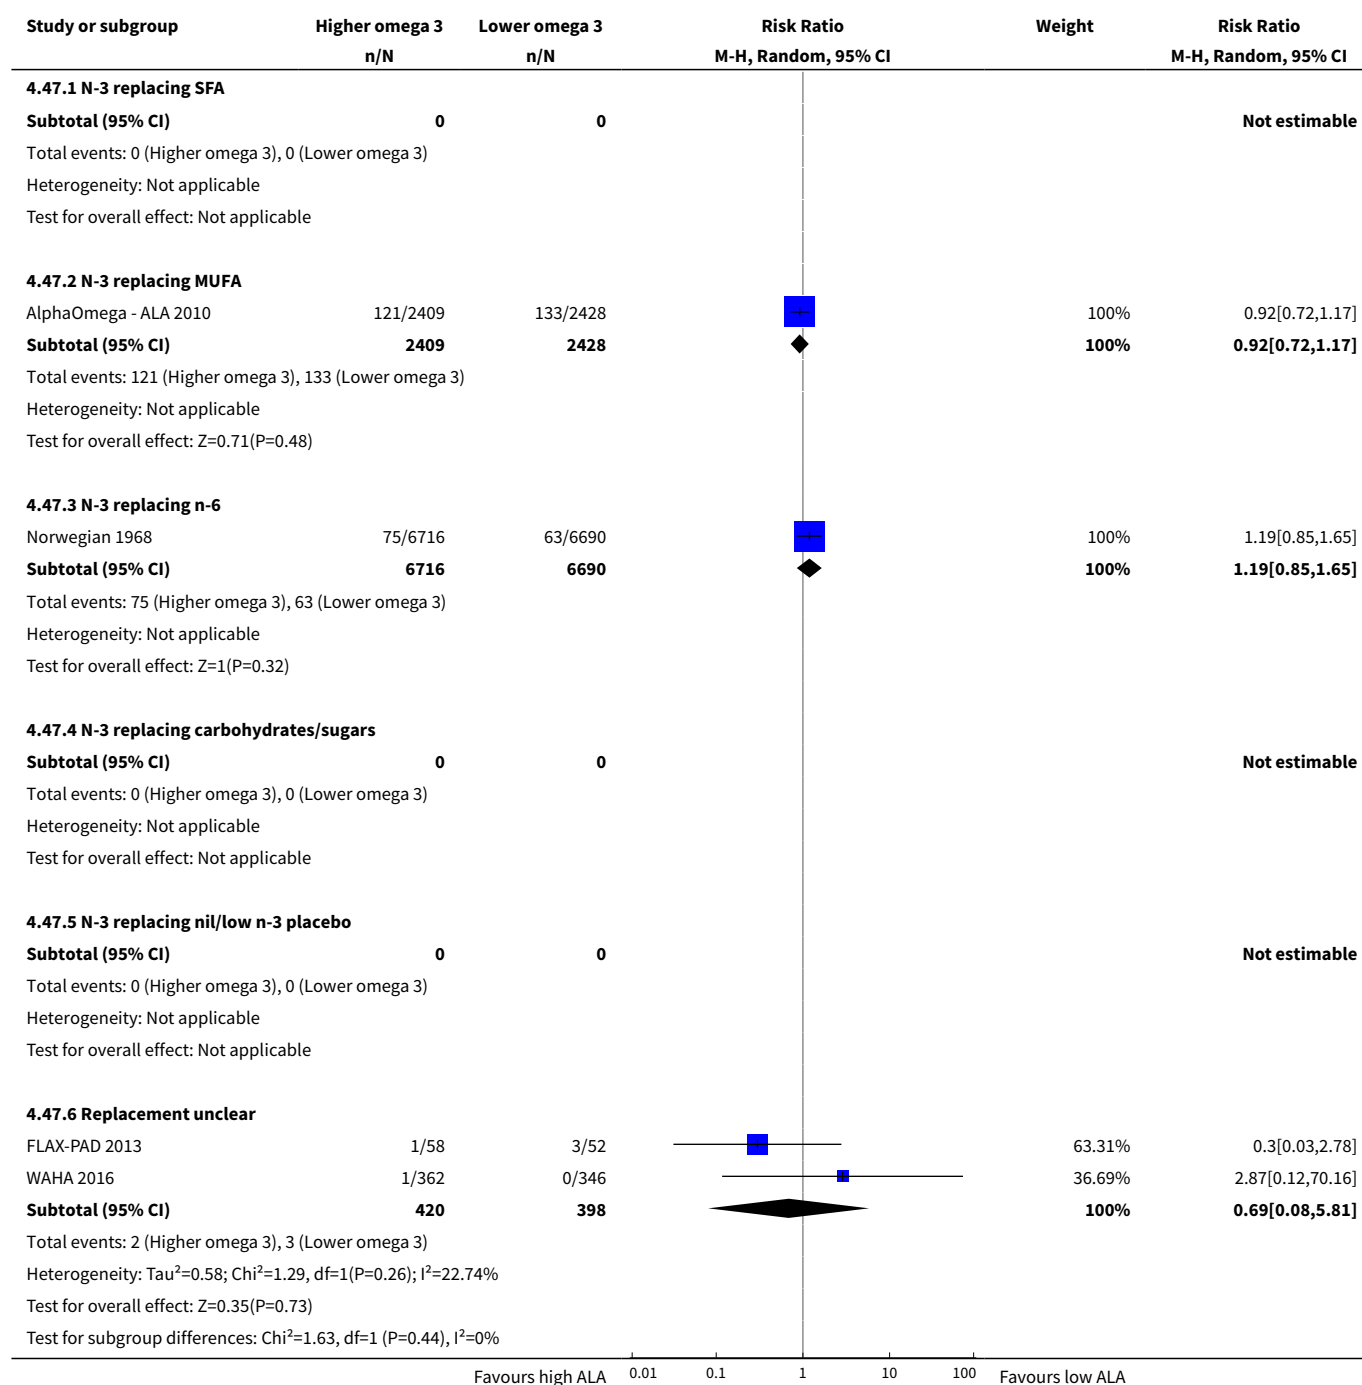 Study or subgroup Higher omega 3 Lower omega 3 Risk Ratio Weight Risk Ratio
n/N n/N M-H, Random, 95% CI M-H, Random, 95% CI
4.47.1 N-3 replacing SFA
Subtotal (95% CI) 0 0 Not estimable
Total events: 0 (Higher omega 3), 0 (Lower omega 3)
Heterogeneity: Not applicable
Test for overall effect: Not applicable
4.47.2 N-3 replacing MUFA
AlphaOmega - ALA 2010 121/2409 133/2428 100% 0.92[0.72,1.17]
Subtotal (95% CI) 2409 2428 100% 0.92[0.72,1.17]
Total events: 121 (Higher omega 3), 133 (Lower omega 3)
Heterogeneity: Not applicable
Test for overall effect: Z=0.71(P=0.48)
4.47.3 N-3 replacing n-6
Norwegian 1968 75/6716 63/6690 100% 1.19[0.85,1.65]
Subtotal (95% CI) 6716 6690 100% 1.19[0.85,1.65]
Total events: 75 (Higher omega 3), 63 (Lower omega 3)
Heterogeneity: Not applicable
Test for overall effect: Z=1(P=0.32)
4.47.4 N-3 replacing carbohydrates/sugars
Subtotal (95% CI) 0 0 Not estimable
Total events: 0 (Higher omega 3), 0 (Lower omega 3)
Heterogeneity: Not applicable
Test for overall effect: Not applicable
4.47.5 N-3 replacing nil/low n-3 placebo
Subtotal (95% CI) 0 0 Not estimable
Total events: 0 (Higher omega 3), 0 (Lower omega 3)
Heterogeneity: Not applicable
Test for overall effect: Not applicable
4.47.6 Replacement unclear
FLAX-PAD 2013 1/58 3/52 63.31% 0.3[0.03,2.78]
WAHA 2016 1/362 0/346 36.69% 2.87[0.12,70.16]
Subtotal (95% CI) 420 398 100% 0.69[0.08,5.81]
Total events: 2 (Higher omega 3), 3 (Lower omega 3)
Heterogeneity: Tau²=0.58; Chi²=1.29, df=1(P=0.26); I²=22.74%
Test for overall effect: Z=0.35(P=0.73)
Test for subgroup differences: Chi²=1.63, df=1 (P=0.44), I²=0%
Favours high ALA 0.01 0.1 1 10 100 Favours low ALA